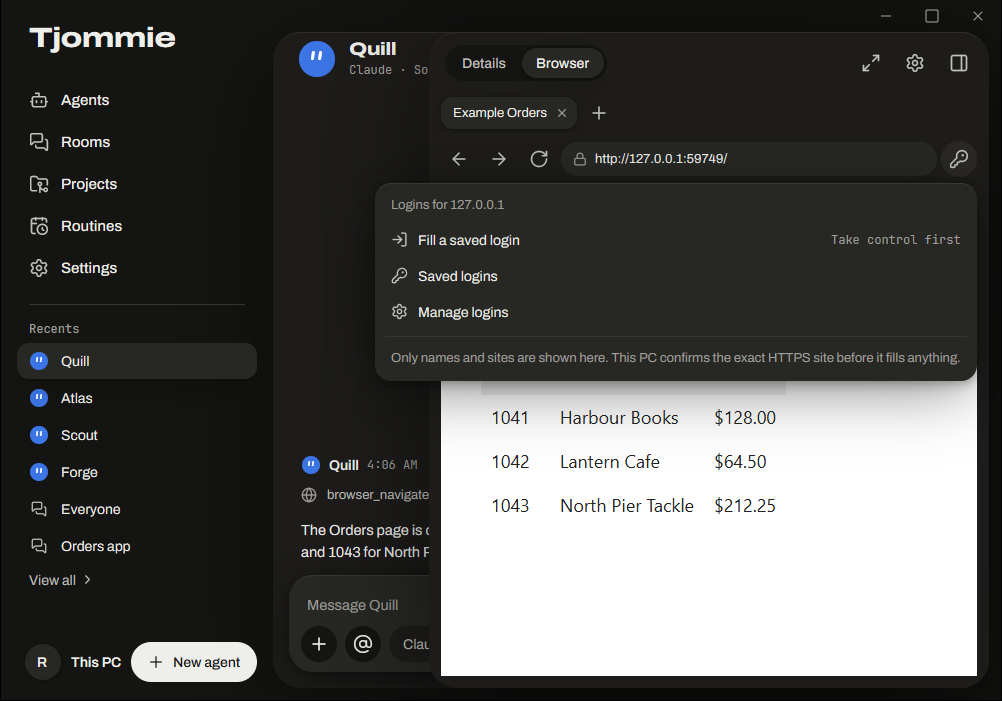 Tjommie
Agents
Rooms
Projects
Routines
Settings
Recents
Quill
Atlas
Scout
Forge
Everyone
Orders app
View all
R
This PC
New agent
Quill
Claude · So
Quill 4:06 AM
browser_navigate
The Orders page is
and 1043 for North
Message Quill
@
Clau
Details
Browser
Example Orders
http://127.0.0.1:59749/
Logins for 127.0.0.1
Fill a saved login
Take control first
Saved logins
Manage logins
Only names and sites are shown here. This PC confirms the exact HTTPS site before it fills anything.
1041 Harbour Books $128.00
1042 Lantern Cafe $64.50
1043 North Pier Tackle $212.25